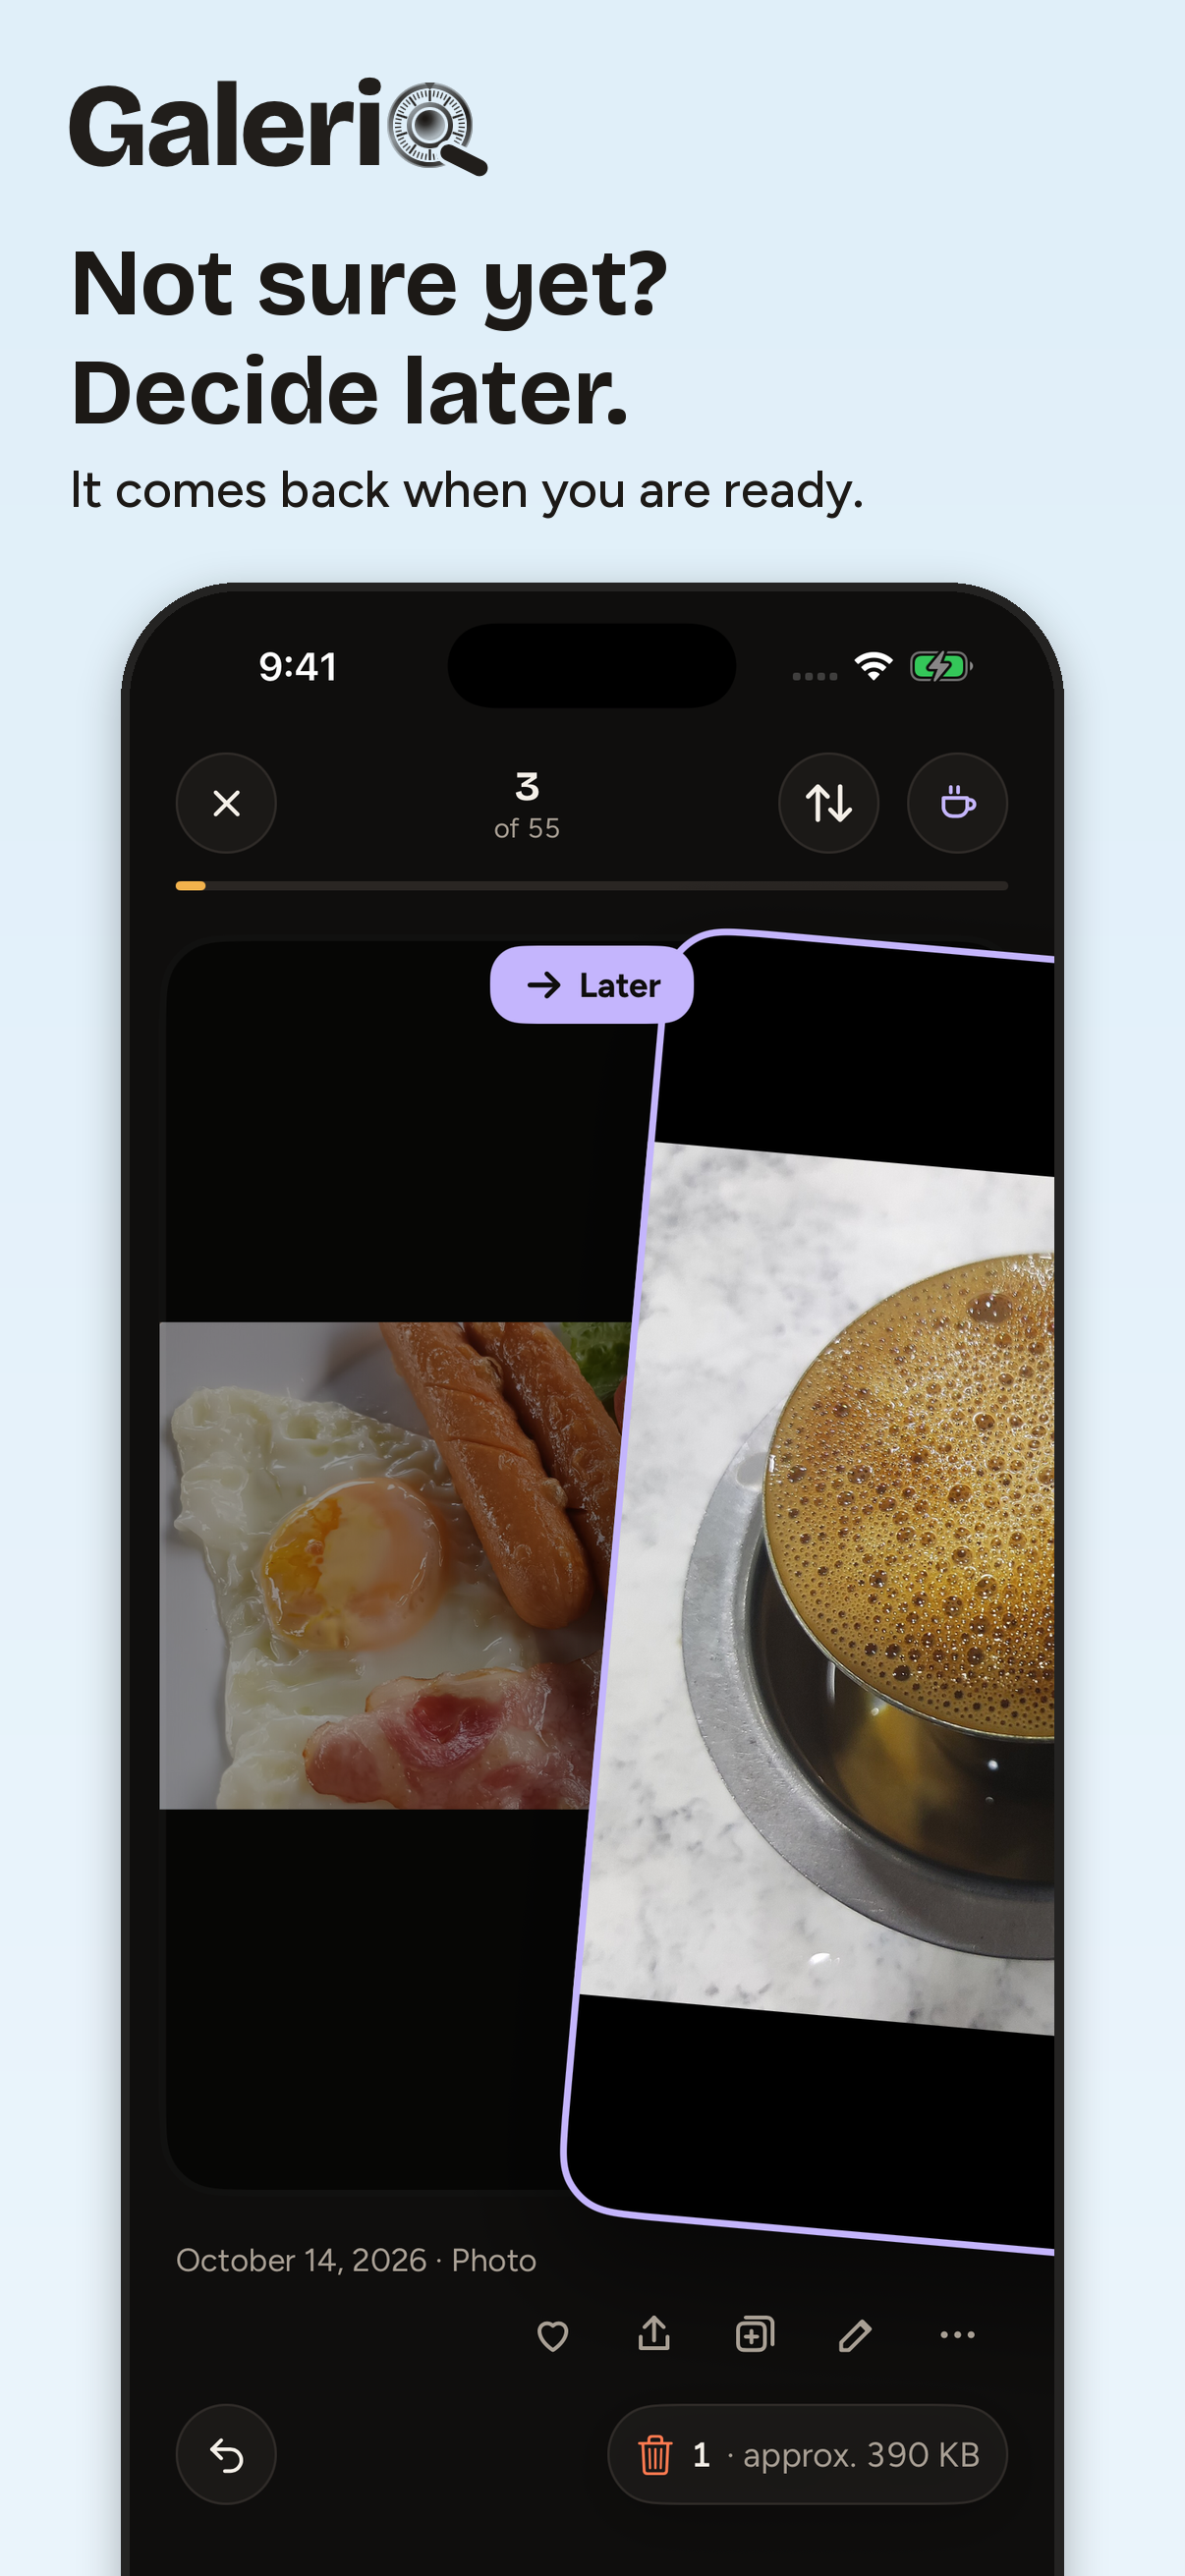 GaleriQ
Not sure yet?
Decide later.
It comes back when you are ready.
9:41
3
of 55
→ Later
October 14, 2026 · Photo
1 · approx. 390 KB